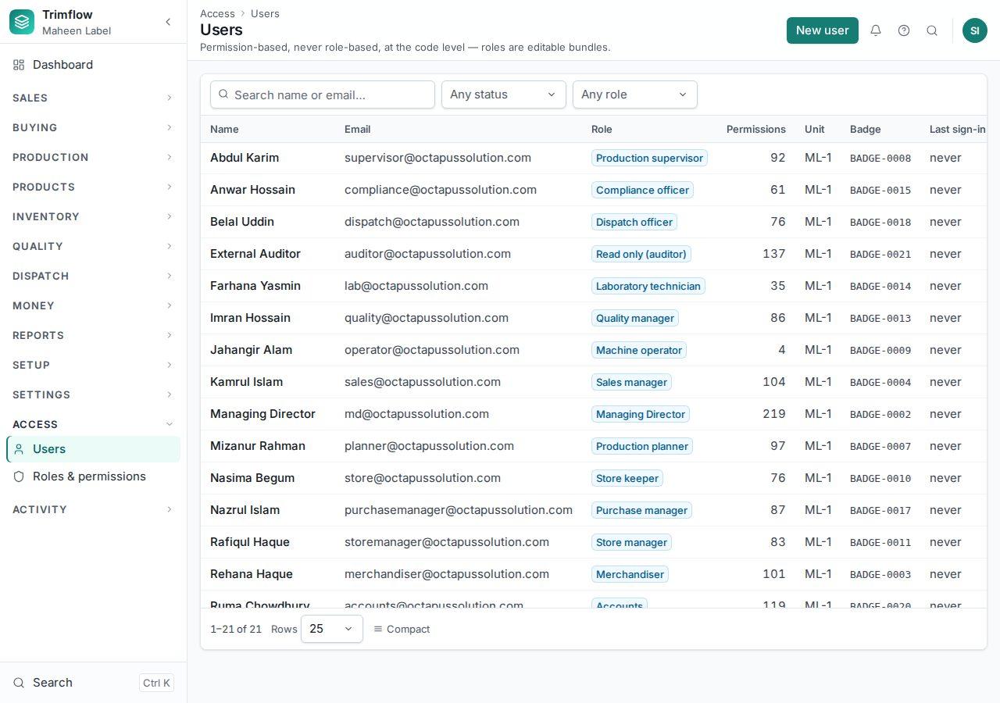 Trimflow
Maheen Label
Dashboard
SALES
BUYING
PRODUCTION
PRODUCTS
INVENTORY
QUALITY
DISPATCH
MONEY
REPORTS
SETUP
SETTINGS
ACCESS
Users
Roles & permissions
ACTIVITY
Search Ctrl K
Access > Users
Users
Permission-based, never role-based, at the code level — roles are editable bundles.
New user
SI
Search name or email... Any status Any role
Name Email Role Permissions Unit Badge Last sign-in
Abdul Karim supervisor@octapussolution.com Production supervisor 92 ML-1 BADGE-0008 never
Anwar Hossain compliance@octapussolution.com Compliance officer 61 ML-1 BADGE-0015 never
Belal Uddin dispatch@octapussolution.com Dispatch officer 76 ML-1 BADGE-0018 never
External Auditor auditor@octapussolution.com Read only (auditor) 137 ML-1 BADGE-0021 never
Farhana Yasmin lab@octapussolution.com Laboratory technician 35 ML-1 BADGE-0014 never
Imran Hossain quality@octapussolution.com Quality manager 86 ML-1 BADGE-0013 never
Jahangir Alam operator@octapussolution.com Machine operator 4 ML-1 BADGE-0009 never
Kamrul Islam sales@octapussolution.com Sales manager 104 ML-1 BADGE-0004 never
Managing Director md@octapussolution.com Managing Director 219 ML-1 BADGE-0002 never
Mizanur Rahman planner@octapussolution.com Production planner 97 ML-1 BADGE-0007 never
Nasima Begum store@octapussolution.com Store keeper 76 ML-1 BADGE-0010 never
Nazrul Islam purchasemanager@octapussolution.com Purchase manager 87 ML-1 BADGE-0017 never
Rafiqul Haque storemanager@octapussolution.com Store manager 83 ML-1 BADGE-0011 never
Rehana Haque merchandiser@octapussolution.com Merchandiser 101 ML-1 BADGE-0003 never
Ruma Chowdhury accounts@octapussolution.com Accounts 119 ML-1 BADGE-0020 never
1–21 of 21 Rows 25 Compact